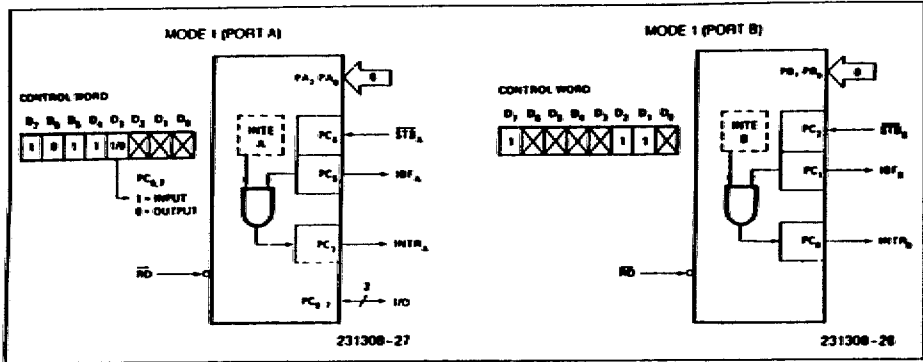 MODE 1 (PORT A)
CONTROL WORD
D7 D6 D5 D4 D3 D2 D1 D0
1 0 1 1 1/0
PC6,7
1 = INPUT
0 = OUTPUT
PA7-PA0
8
INTE
A
PC4
STBA
PC5
IBFA
PC3
INTRA
RD
PC6,7
2
I/O
231308-27
MODE 1 (PORT B)
CONTROL WORD
D7 D6 D5 D4 D3 D2 D1 D0
1 1 1
PB7-PB0
8
INTE
B
PC2
STBB
PC1
IBFB
PC0
INTRB
RD
231308-28